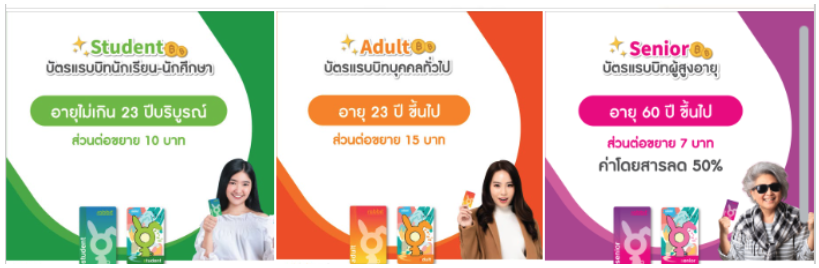 Student
บัตรแรบบิทนักเรียน-นักศึกษา
อายุไม่เกิน 23 ปีบริบูรณ์
ส่วนต่อขยาย 10 บาท
student
student
Adult
บัตรแรบบิทบุคคลทั่วไป
อายุ 23 ปี ขึ้นไป
ส่วนต่อขยาย 15 บาท
adult
Senior
บัตรแรบบิทผู้สูงอายุ
อายุ 60 ปี ขึ้นไป
ส่วนต่อขยาย 7 บาท
ค่าโดยสารลด 50%
senior
senior